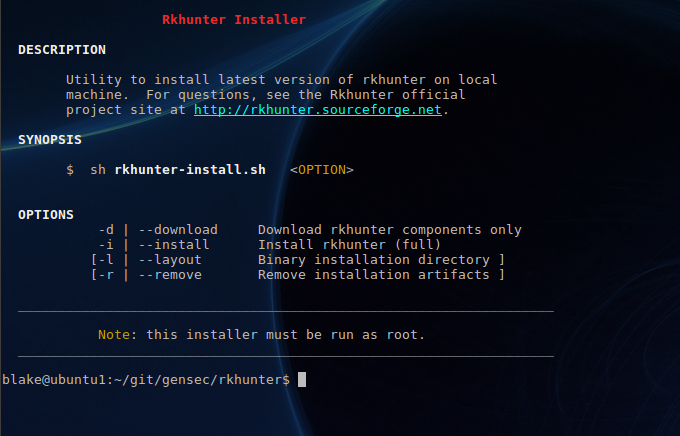 Rkhunter Installer
DESCRIPTION
Utility to install latest version of rkhunter on local
machine.  For questions, see the Rkhunter official
project site at http://rkhunter.sourceforge.net.
SYNOPSIS
$  sh rkhunter-install.sh   <OPTION>
OPTIONS
-d | --download     Download rkhunter components only
-i | --install      Install rkhunter (full)
[-l | --layout       Binary installation directory ]
[-r | --remove       Remove installation artifacts ]
Note: this installer must be run as root.
blake@ubuntu1:~/git/gensec/rkhunter$